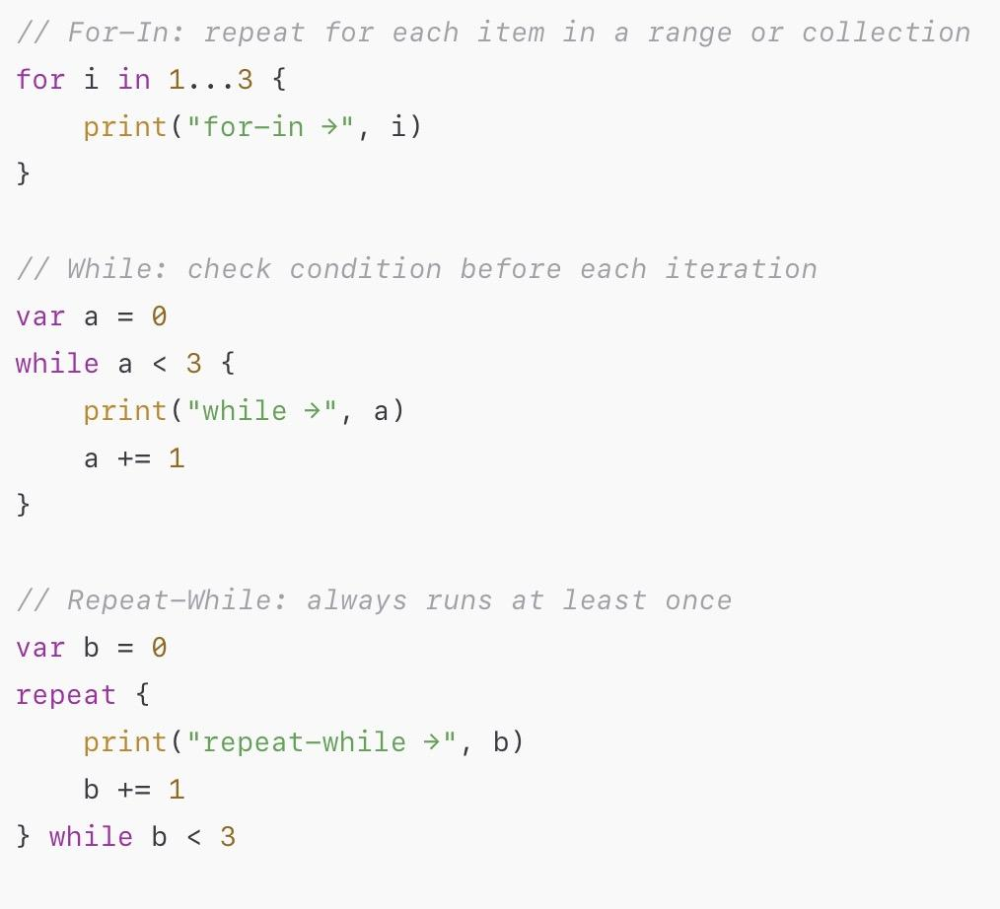 // For-In: repeat for each item in a range or collection
for i in 1...3 {
    print("for-in →", i)
}

// While: check condition before each iteration
var a = 0
while a < 3 {
    print("while →", a)
    a += 1
}

// Repeat-While: always runs at least once
var b = 0
repeat {
    print("repeat-while →", b)
    b += 1
} while b < 3